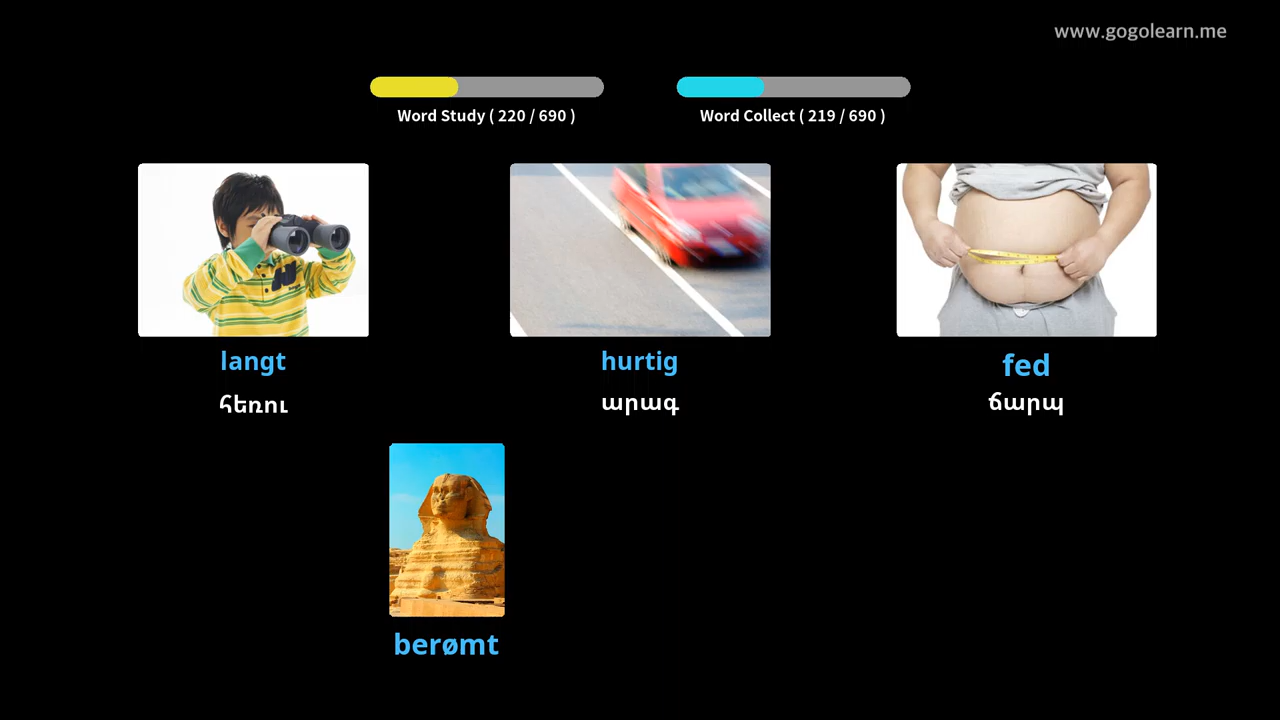 www.gogolearn.me
Word Study ( 220 / 690 )
Word Collect ( 219 / 690 )
langt
hurtig
fed
հեռու
արագ
ճարպ
berømt